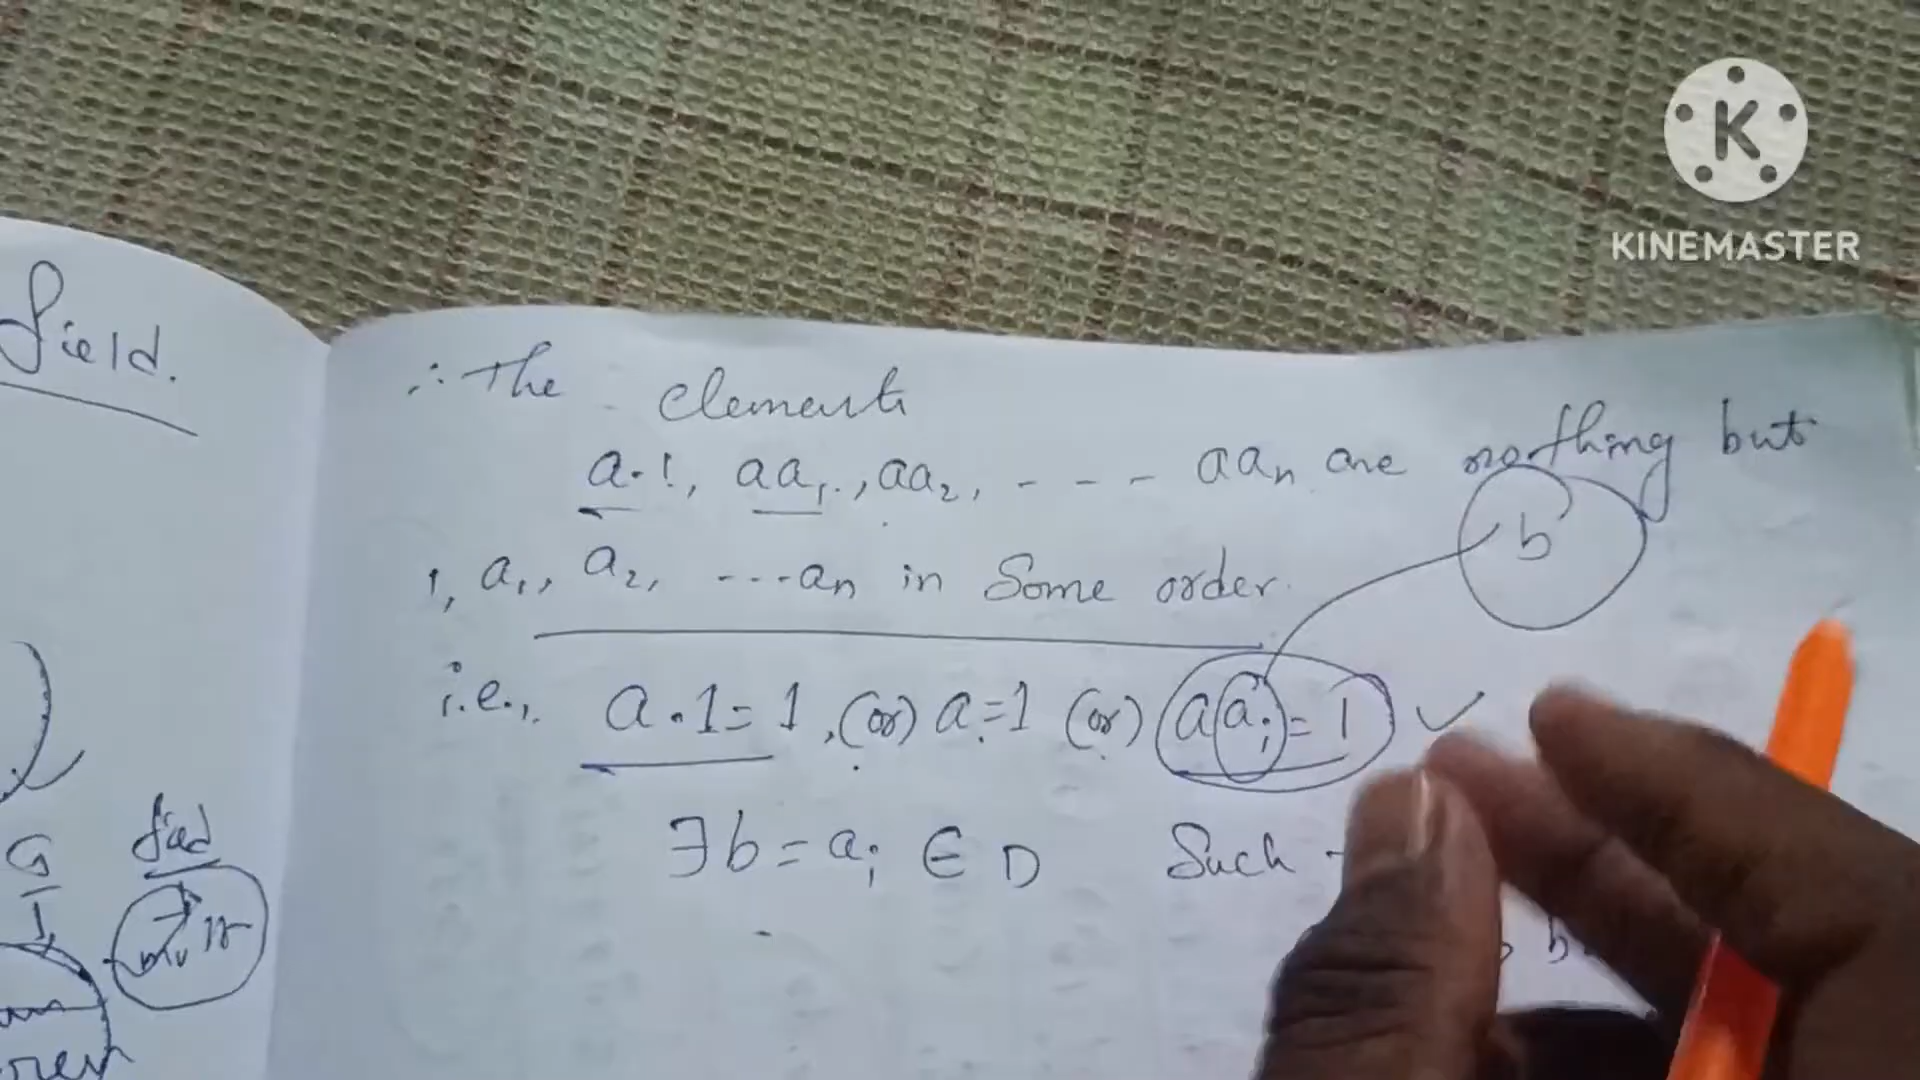 field.
∴ The elements
a·1, aa₁, aa₂, - - - aaₙ are nothing but
1, a₁, a₂, ---aₙ in Some order.
b
i.e., a·1=1, (or) a=1 (or) aaᵢ=1 ✓
∃ b = aᵢ ∈ D Such
G
I
K
KINEMASTER